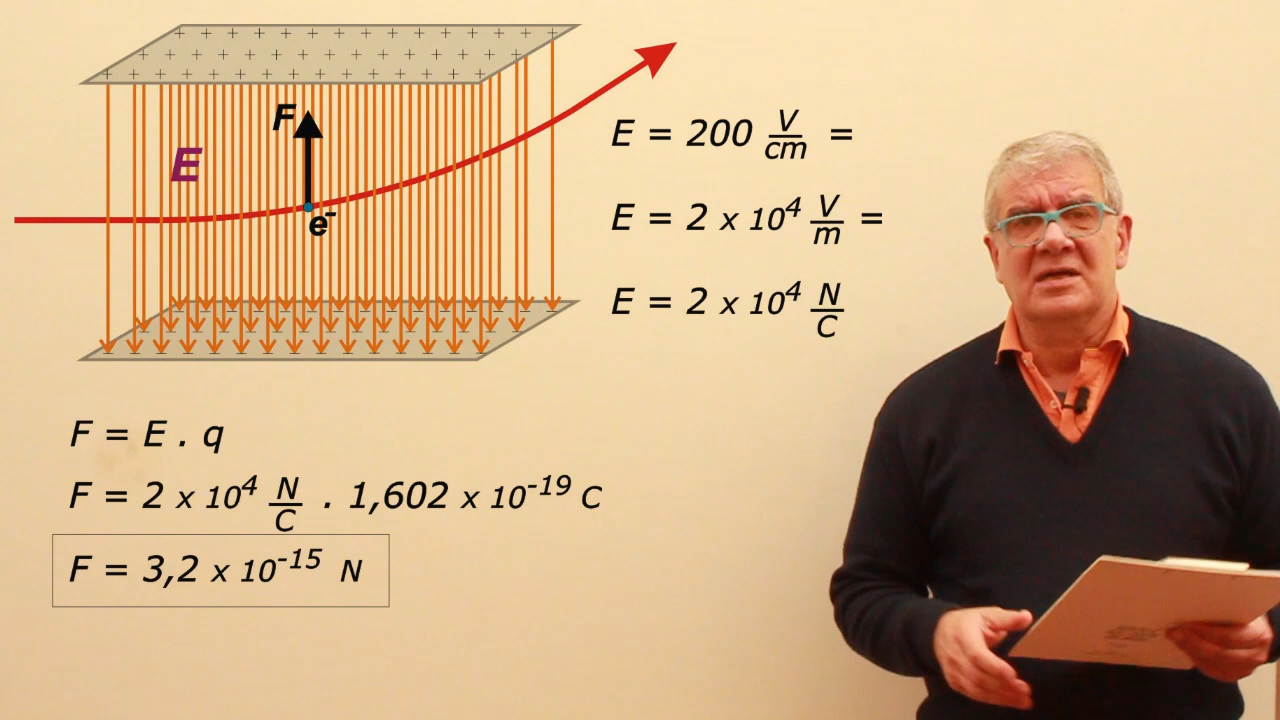 F
E
e⁻
E = 200 V/cm =
E = 2 x 10⁴ V/m =
E = 2 x 10⁴ N/C
F = E . q
F = 2 x 10⁴ N/C . 1,602 x 10⁻¹⁹ C
F = 3,2 x 10⁻¹⁵ N